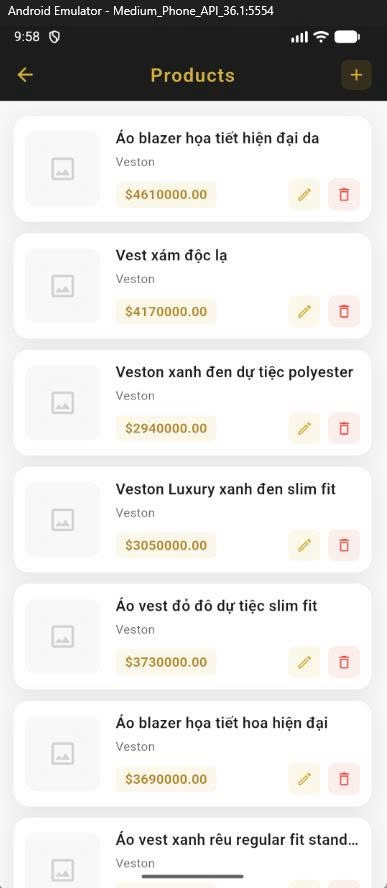 Android Emulator - Medium_Phone_API_36.1:5554
9:58
Products
Áo blazer họa tiết hiện đại da
Veston
$4610000.00
Vest xám độc lạ
Veston
$4170000.00
Veston xanh đen dự tiệc polyester
Veston
$2940000.00
Veston Luxury xanh đen slim fit
Veston
$3050000.00
Áo vest đỏ đô dự tiệc slim fit
Veston
$3730000.00
Áo blazer họa tiết hoa hiện đại
Veston
$3690000.00
Áo vest xanh rêu regular fit stand...
Veston